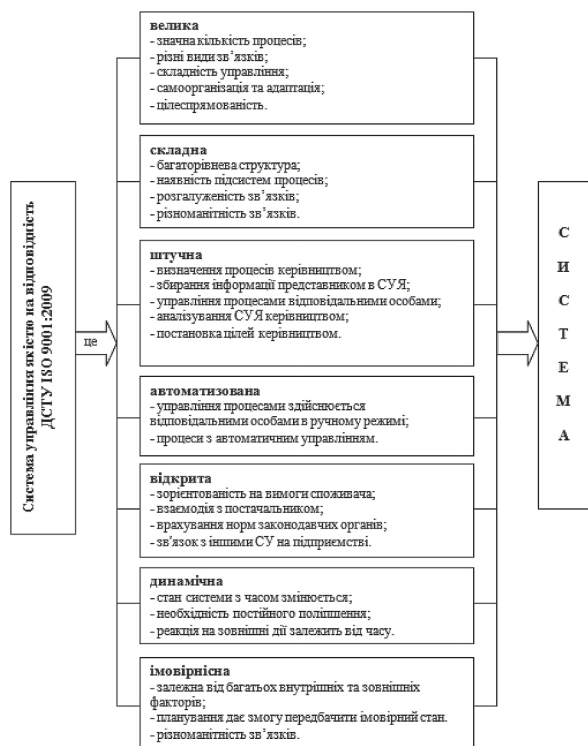 Система управління якістю на відповідність
ДСТУ ISO 9001:2009
це
велика
- значна кількість процесів;
- різні види зв’язків;
- складність управління;
- самоорганізація та адаптація;
- цілеспрямованість.
складна
- багаторівнева структура;
- наявність підсистем процесів;
- розгалуженість зв’язків;
- різноманітність зв’язків.
штучна
- визначення процесів керівництвом;
- збирання інформації представником в СУЯ;
- управління процесами відповідальними особами;
- аналізування СУЯ керівництвом;
- постановка цілей керівництвом.
автоматизована
- управління процесами здійснюється
відповідальними особами в ручному режимі;
- процеси з автоматичним управлінням.
відкрита
- зорієнтованість на вимоги споживача;
- взаємодія з постачальником;
- врахування норм законодавчих органів;
- зв'язок з іншими СУ на підприємстві.
динамічна
- стан системи з часом змінюється;
- необхідність постійного поліпшення;
- реакція на зовнішні дії залежить від часу.
імовірнісна
- залежна від багатьох внутрішніх та зовнішніх
факторів;
- планування дає змогу передбачити імовірний стан.
- різноманітність зв’язків.
С
И
С
Т
Е
М
А